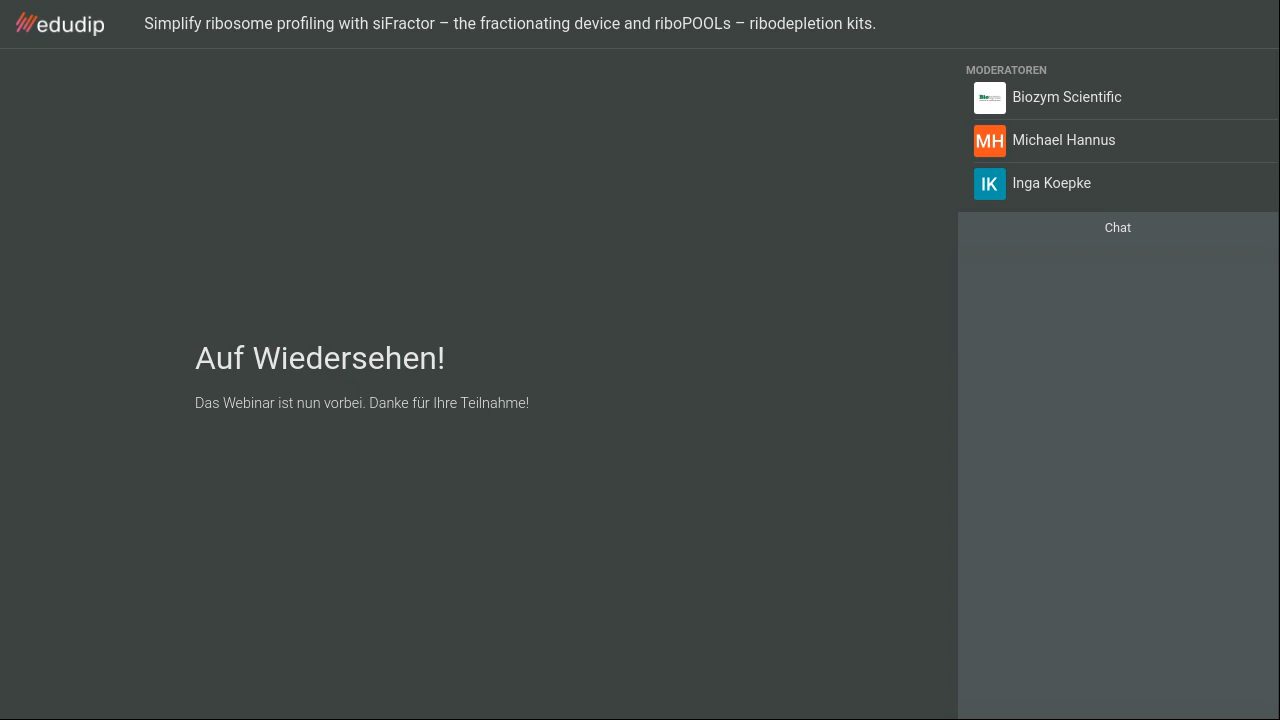 edudip
Simplify ribosome profiling with siFractor – the fractionating device and riboPOOLs – ribodepletion kits.
MODERATOREN
Biozym Scientific
MH Michael Hannus
IK Inga Koepke
Chat
Auf Wiedersehen!
Das Webinar ist nun vorbei. Danke für Ihre Teilnahme!